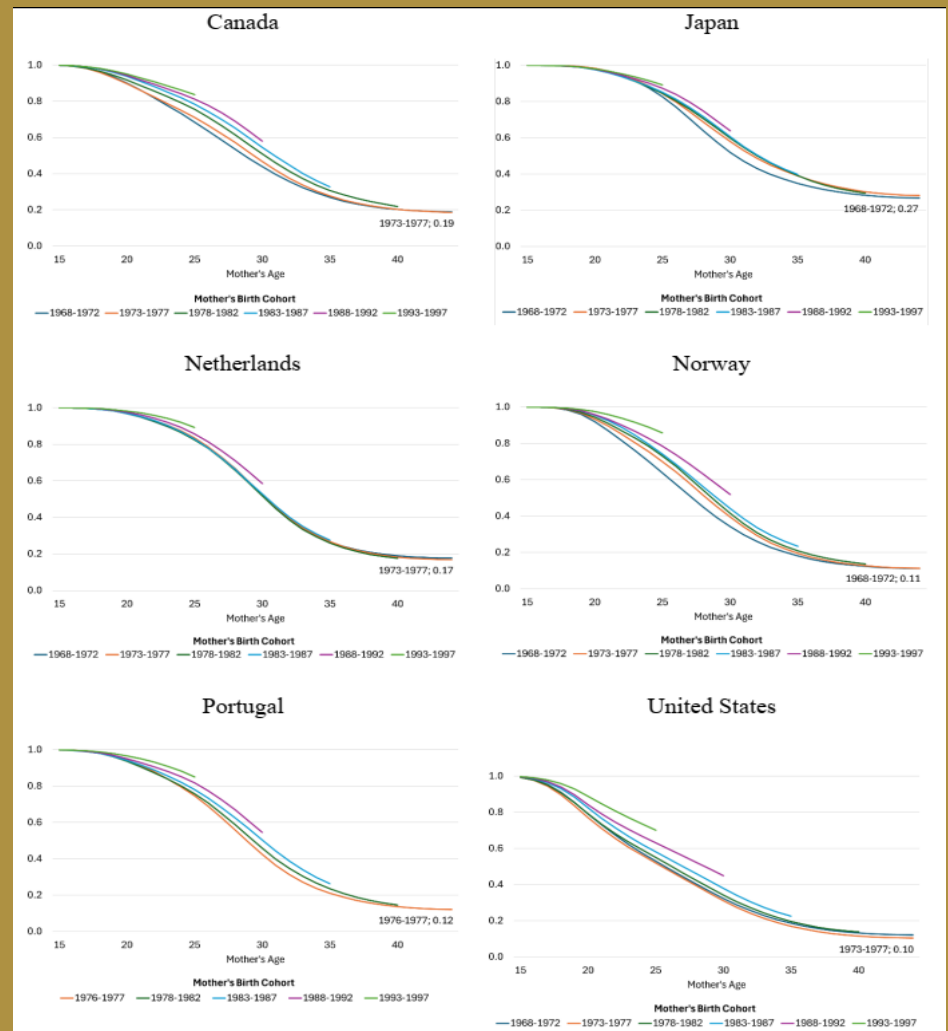 Canada
1.0
0.8
0.6
0.4
0.2
0.0
1973-1977; 0.19
15 20 25 30 35 40
Mother's Age
Mother's Birth Cohort
1968-1972 1973-1977 1978-1982 1983-1987 1988-1992 1993-1997
Japan
1.0
0.8
0.6
0.4
0.2
0.0
1968-1972; 0.27
15 20 25 30 35 40
Mother's Age
Mother's Birth Cohort
1968-1972 1973-1977 1978-1982 1983-1987 1988-1992 1993-1997
Netherlands
1.0
0.8
0.6
0.4
0.2
0.0
1973-1977; 0.17
15 20 25 30 35 40
Mother's Age
Mother's Birth Cohort
1968-1972 1973-1977 1978-1982 1983-1987 1988-1992 1993-1997
Norway
1.0
0.8
0.6
0.4
0.2
0.0
1968-1972; 0.11
15 20 25 30 35 40
Mother's Age
Mother's Birth Cohort
1968-1972 1973-1977 1978-1982 1983-1987 1988-1992 1993-1997
Portugal
1.0
0.8
0.6
0.4
0.2
0.0
1976-1977; 0.12
15 20 25 30 35 40
Mother's Age
Mother's Birth Cohort
1976-1977 1978-1982 1983-1987 1988-1992 1993-1997
United States
1.0
0.8
0.6
0.4
0.2
0.0
1973-1977; 0.10
15 20 25 30 35 40
Mother's Age
Mother's Birth Cohort
1968-1972 1973-1977 1978-1982 1983-1987 1988-1992 1993-1997